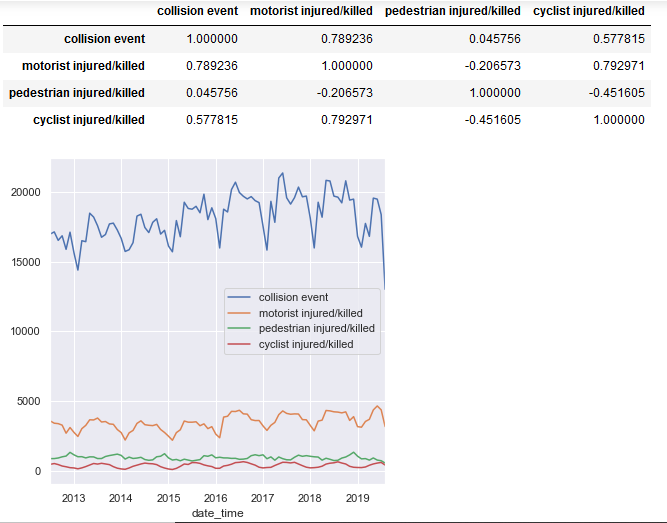 collision event motorist injured/killed pedestrian injured/killed cyclist injured/killed
collision event 1.000000 0.789236 0.045756 0.577815
motorist injured/killed 0.789236 1.000000 -0.206573 0.792971
pedestrian injured/killed 0.045756 -0.206573 1.000000 -0.451605
cyclist injured/killed 0.577815 0.792971 -0.451605 1.000000
20000
15000
10000
5000
0
collision event
motorist injured/killed
pedestrian injured/killed
cyclist injured/killed
2013 2014 2015 2016 2017 2018 2019
date_time